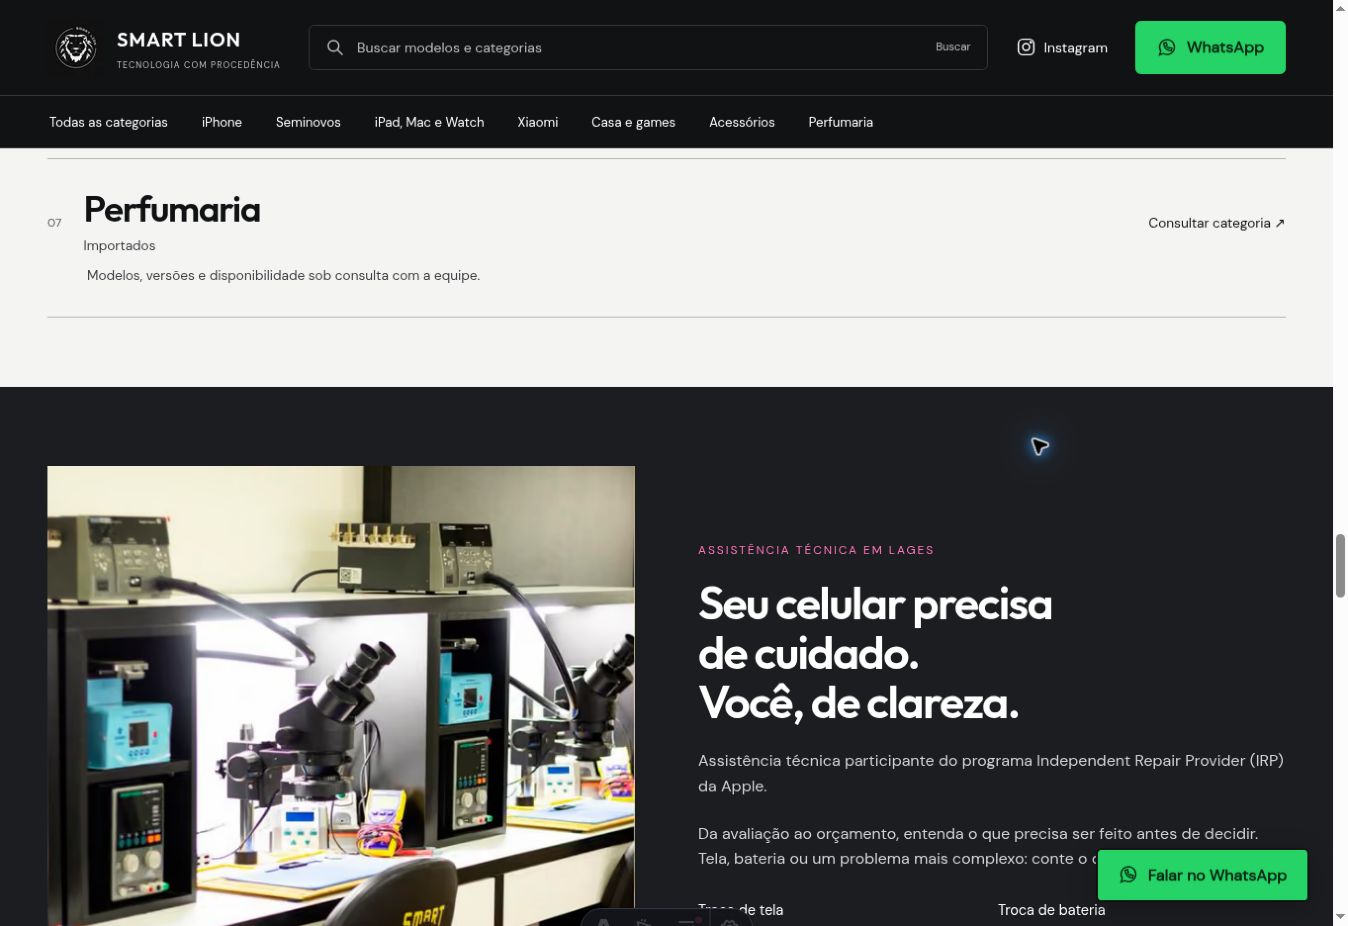 SMART LION
TECNOLOGIA COM PROCEDÊNCIA
Buscar modelos e categorias
Buscar
Instagram
WhatsApp
Todas as categorias
iPhone
Seminovos
iPad, Mac e Watch
Xiaomi
Casa e games
Acessórios
Perfumaria
07
Perfumaria
Importados
Modelos, versões e disponibilidade sob consulta com a equipe.
Consultar categoria ↗
ASSISTÊNCIA TÉCNICA EM LAGES
Seu celular precisa
de cuidado.
Você, de clareza.
Assistência técnica participante do programa Independent Repair Provider (IRP)
da Apple.
Da avaliação ao orçamento, entenda o que precisa ser feito antes de decidir.
Tela, bateria ou um problema mais complexo: conte o
Falar no WhatsApp
Troca de tela
Troca de bateria
SMART